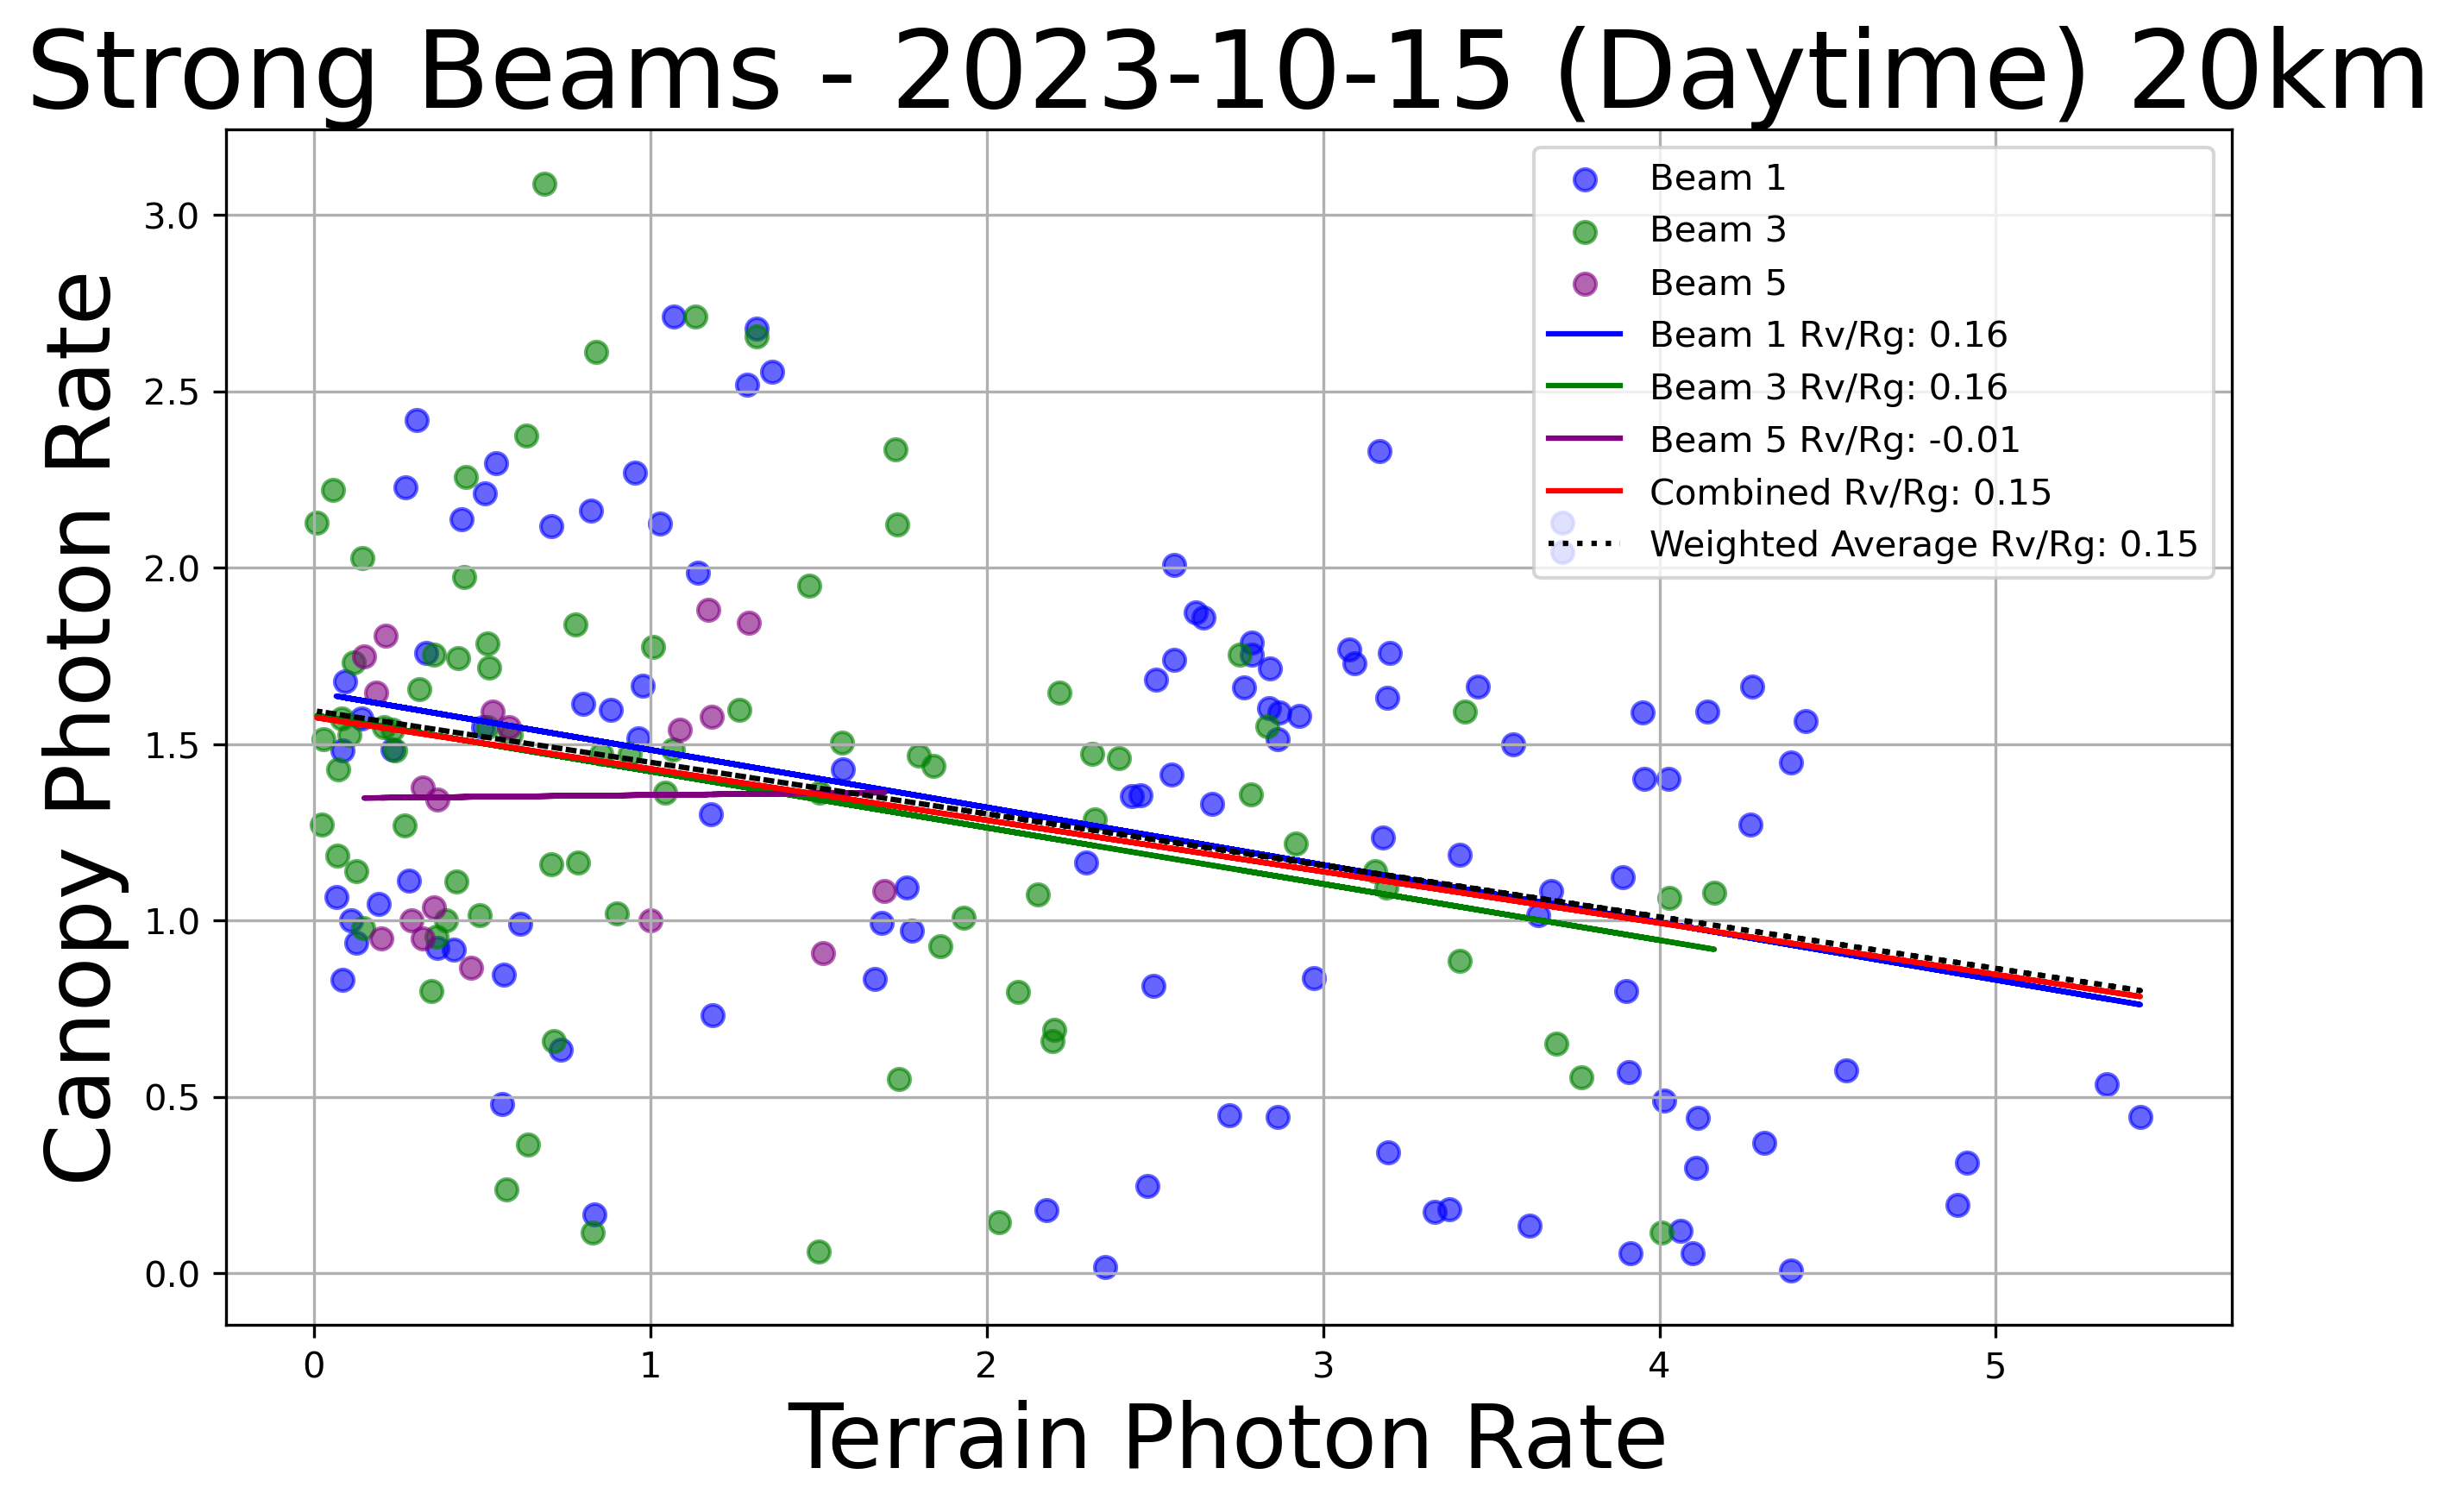 Strong Beams - 2023-10-15 (Daytime) 20km
Canopy Photon Rate
3.0
2.5
2.0
1.5
1.0
0.5
0.0
Beam 1
Beam 3
Beam 5
Beam 1 Rv/Rg: 0.16
Beam 3 Rv/Rg: 0.16
Beam 5 Rv/Rg: -0.01
Combined Rv/Rg: 0.15
Weighted Average Rv/Rg: 0.15
0 1 2 3 4 5
Terrain Photon Rate